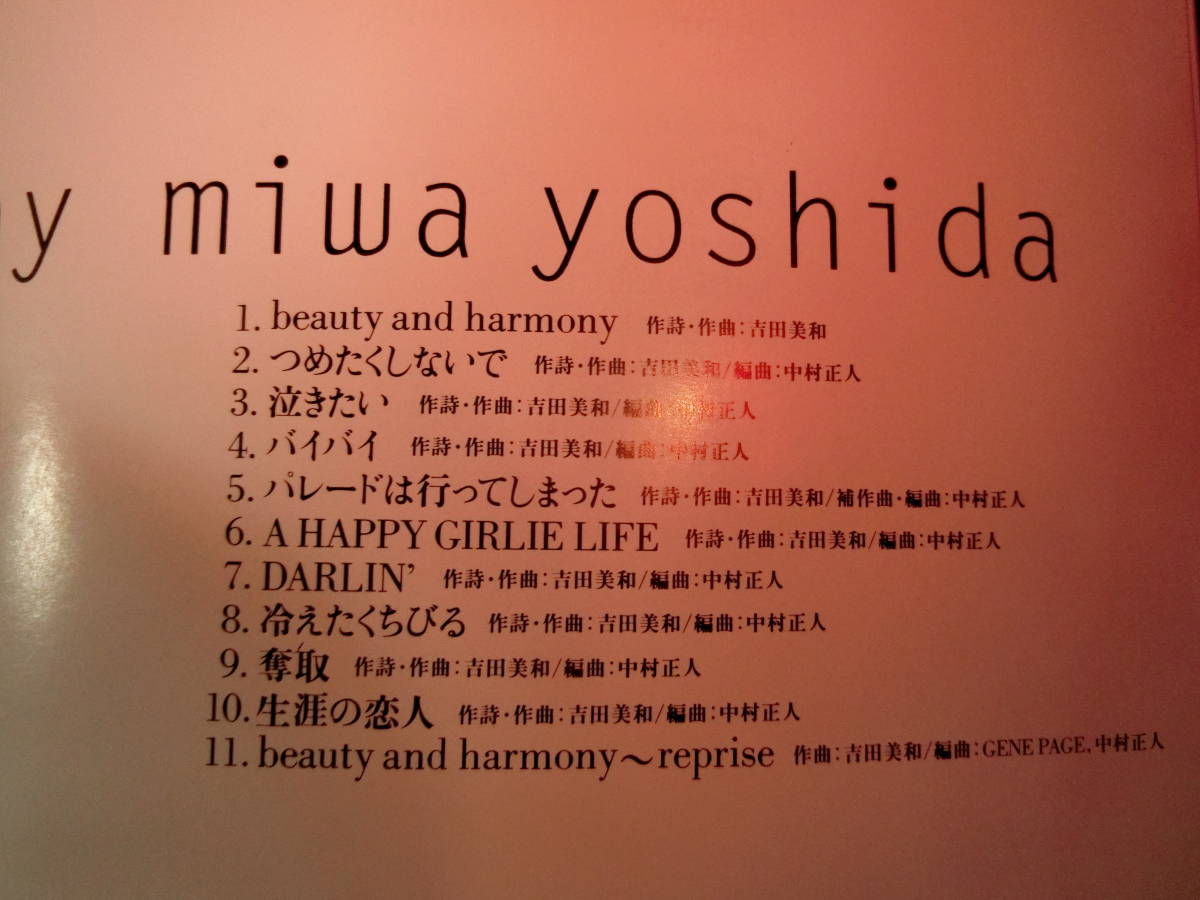 ny miwa yoshida
1. beauty and harmony 作詩・作曲：吉田美和
2. つめたくしないで 作詩・作曲：吉田美和/編曲：中村正人
3. 泣きたい 作詩・作曲：吉田美和/編曲：中村正人
4. バイバイ 作詩・作曲：吉田美和/編曲：中村正人
5. パレードは行ってしまった 作詩・作曲：吉田美和/補作曲・編曲：中村正人
6. A HAPPY GIRLIE LIFE 作詩・作曲：吉田美和/編曲：中村正人
7. DARLIN’ 作詩・作曲：吉田美和/編曲：中村正人
8. 冷えたくちびる 作詩・作曲：吉田美和/編曲：中村正人
9. 奪取 作詩・作曲：吉田美和/編曲：中村正人
10. 生涯の恋人 作詩・作曲：吉田美和/編曲：中村正人
11. beauty and harmony～reprise 作曲：吉田美和/編曲：GENE PAGE, 中村正人